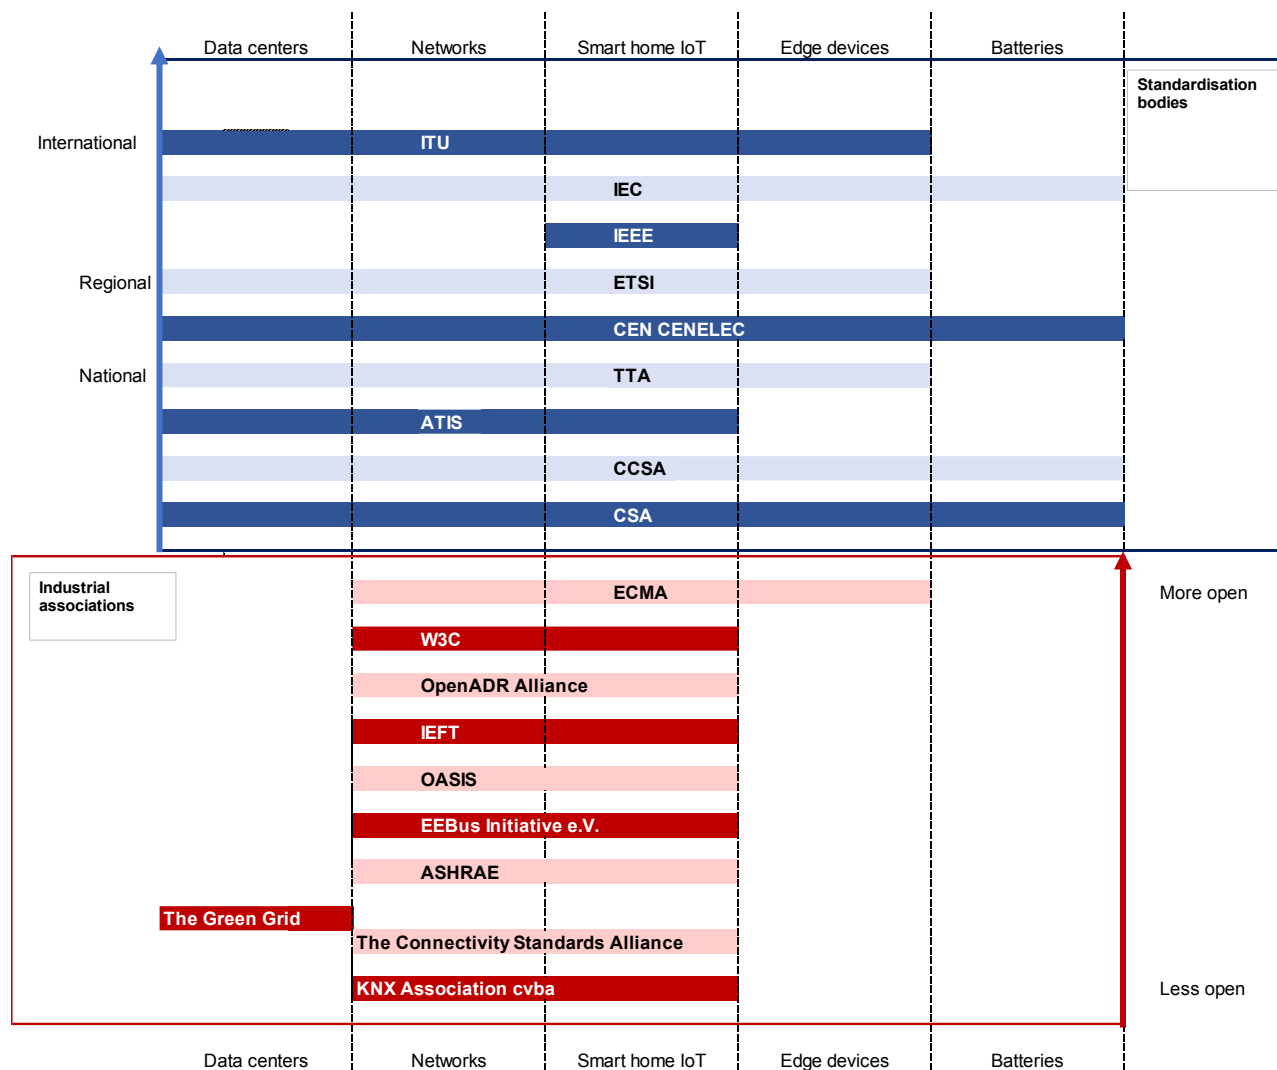 Data centers Networks Smart home IoT Edge devices Batteries
Standardisation
bodies
International
ITU
IEC
IEEE
Regional
ETSI
CEN CENELEC
National
TTA
ATIS
CCSA
CSA
Industrial
associations
ECMA
More open
W3C
OpenADR Alliance
IEFT
OASIS
EEBus Initiative e.V.
ASHRAE
The Green Grid
The Connectivity Standards Alliance
KNX Association cvba
Less open
Data centers Networks Smart home IoT Edge devices Batteries